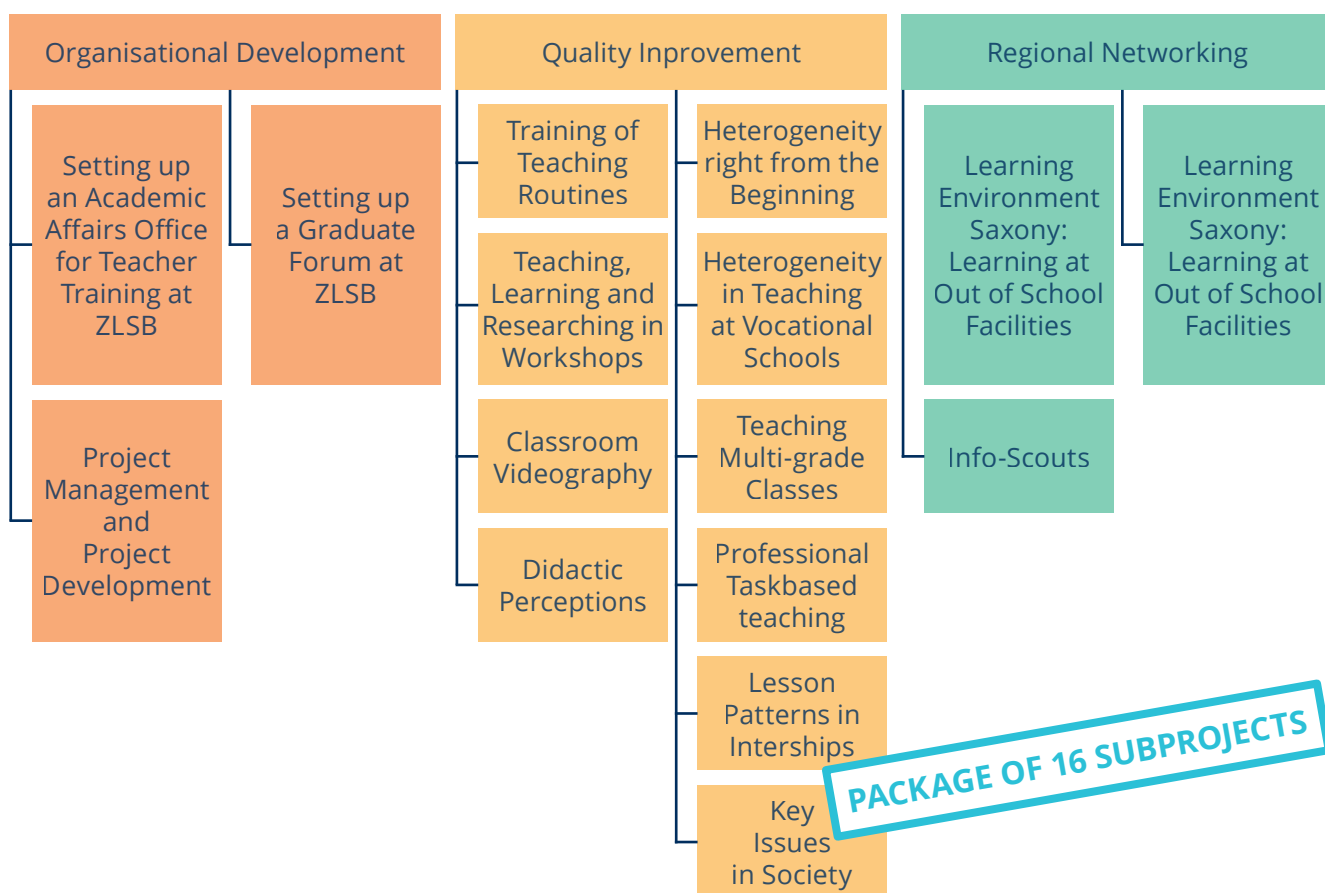 Organisational Development
Setting up
an Academic
Affairs Office
for Teacher
Training at
ZLSB
Setting up
a Graduate
Forum at
ZLSB
Project
Management
and
Project
Development
Quality Inprovement
Training of
Teaching
Routines
Heterogeneity
right from the
Beginning
Teaching,
Learning and
Researching in
Workshops
Heterogeneity
in Teaching
at Vocational
Schools
Classroom
Videography
Teaching
Multi-grade
Classes
Didactic
Perceptions
Professional
Taskbased
teaching
Lesson
Patterns in
Interships
Key
Issues
in Society
Regional Networking
Learning
Environment
Saxony:
Learning at
Out of School
Facilities
Learning
Environment
Saxony:
Learning at
Out of School
Facilities
Info-Scouts
PACKAGE OF 16 SUBPROJECTS